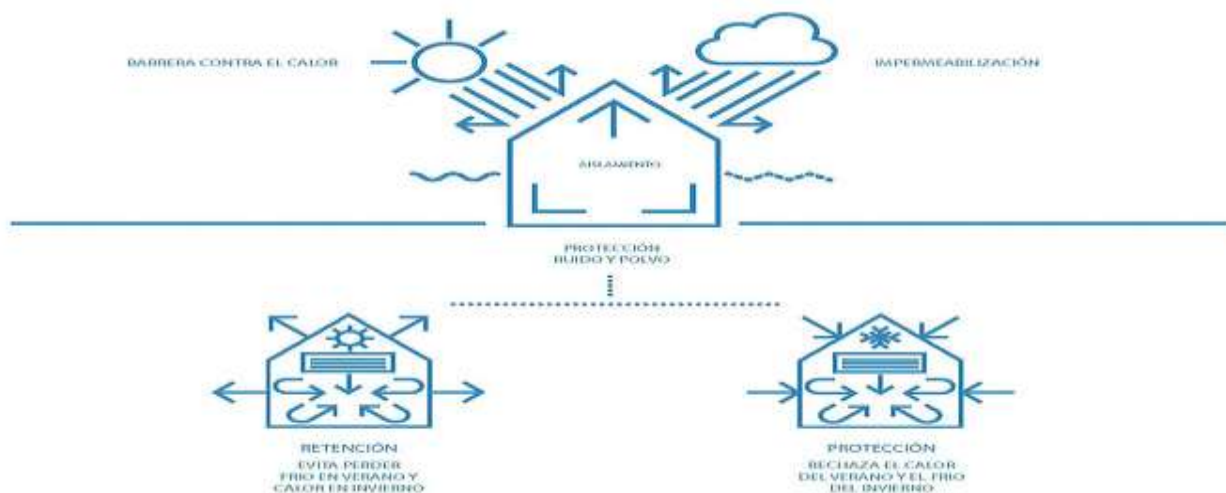 BARRERA CONTRA EL CALOR
IMPERMEABILIZACIÓN
AISLAMIENTO
PROTECCIÓN
RUIDO Y POLVO
RETENCIÓN
EVITA PERDER
FRIO EN VERANO Y
CALOR EN INVIERNO
PROTECCIÓN
RECHAZA EL CALOR
DEL VERANO Y EL FRIO
DEL INVIERNO